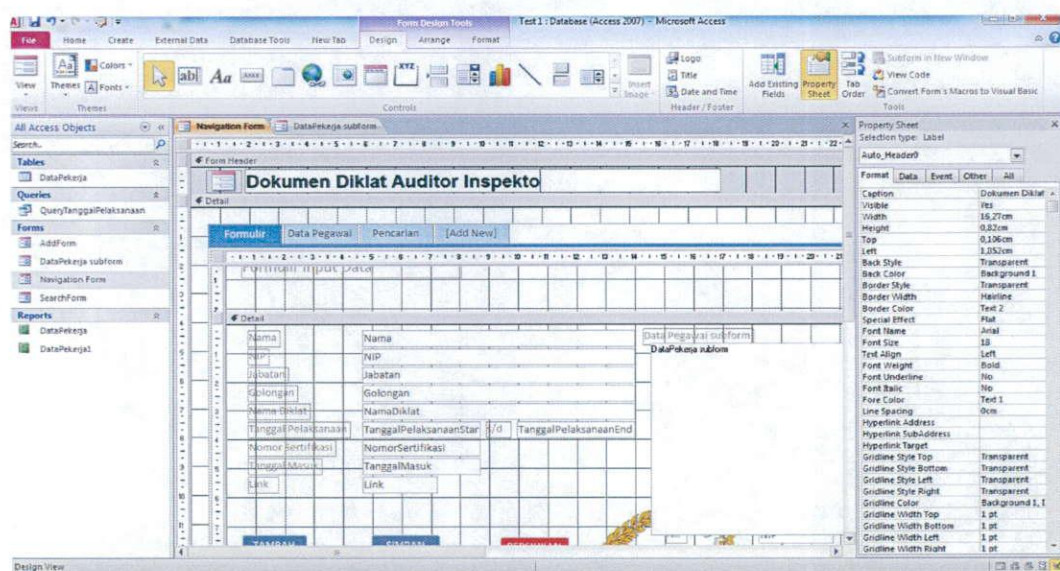 Form Design Tools
Test 1 : Database (Access 2007) - Microsoft Access
File Home Create External Data Database Tools New Tab Design Arrange Format
View Themes Colors Fonts
Aa
ab| Aa xxxx XYZ
Insert Image
Logo
Title
Date and Time
Add Existing Fields
Property Sheet
Tab Order
Subform in New Window
View Code
Convert Form's Macros to Visual Basic
Views Themes Controls Header / Footer Tools
All Access Objects
Search..
Tables
DataPekerja
Queries
QueryTanggalPelaksanaan
Forms
AddForm
DataPekerja subform
Navigation Form
SearchForm
Reports
DataPekerja
DataPekerja1
Navigation Form DataPekerja subform
Form Header
Dokumen Diklat Auditor Inspekto
Detail
Formulir Data Pegawai Pencarian [Add New]
Formulir Input Data
Detail
Nama Nama
NIP NIP
Jabatan Jabatan
Golongan Golongan
Nama Diklat NamaDiklat
Tanggal Pelaksanaan TanggalPelaksanaanStar s/d TanggalPelaksanaanEnd
Nomor Sertifikasi NomorSertifikasi
Tanggal Masuk TanggalMasuk
Link Link
Data Pegawai subform
DataPekerja subform
TAMBAH SIMPAN
Property Sheet
Selection type: Label
Auto_Header0
Format Data Event Other All
Caption Dokumen Diklat
Visible Yes
Width 16,27cm
Height 0,82cm
Top 0,106cm
Left 1,052cm
Back Style Transparent
Back Color Background 1
Border Style Transparent
Border Width Hairline
Border Color Text 2
Special Effect Flat
Font Name Arial
Font Size 18
Text Align Left
Font Weight Bold
Font Underline No
Font Italic No
Fore Color Text 1
Line Spacing 0cm
Hyperlink Address
Hyperlink SubAddress
Hyperlink Target
Gridline Style Top Transparent
Gridline Style Bottom Transparent
Gridline Style Left Transparent
Gridline Style Right Transparent
Gridline Color Background 1, 1
Gridline Width Top 1 pt
Gridline Width Bottom 1 pt
Gridline Width Left 1 pt
Gridline Width Right 1 pt
Design View